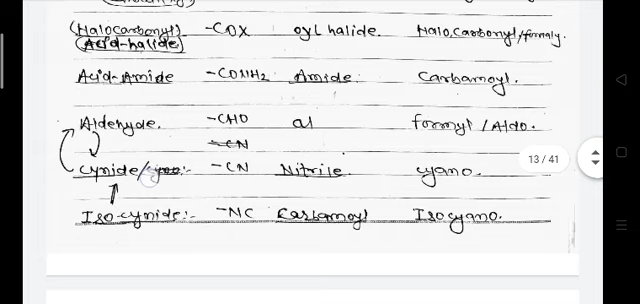 (Halocarbonyl) -COX oyl halide. Halo,Carbonyl/formly.
(Acid-halide)
Acid-Amide -CONH₂ Amide. Carbamoyl.
Aldehyde. -CHO al formyl/Aldo.
-CN
Cynide/ -CN Nitrile. cyano.
Iso-cynide:- -NC Carbamoyl Isocyano.
13 / 41